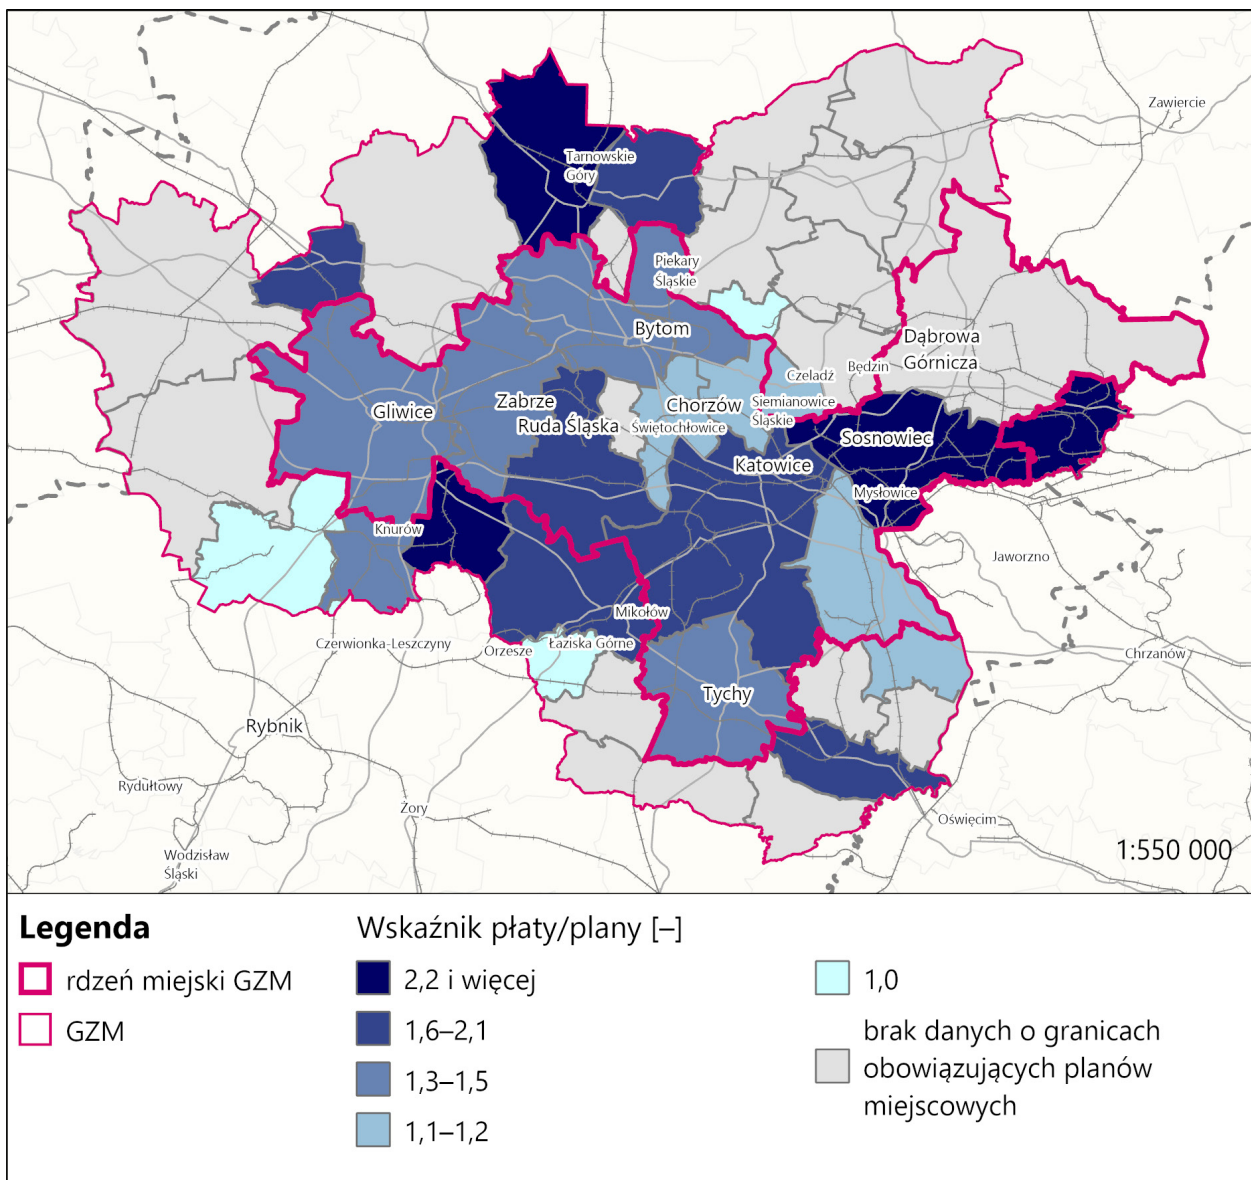 Zawiercie
Tarnowskie
Góry
Piekary
Śląskie
Bytom
Dąbrowa
Górnicza
Będzin
Czeladź
Gliwice
Zabrze
Chorzów
Siemianowice
Śląskie
Ruda Śląska
Świętochłowice
Sosnowiec
Katowice
Mysłowice
Knurów
Jaworzno
Mikołów
Czerwionka-Leszczyny
Orzesze
Łaziska Górne
Chrzanów
Tychy
Rybnik
Rydułtowy
Żory
Oświęcim
Wodzisław
Śląski
1:550 000
Legenda
rdzeń miejski GZM
GZM
Wskaźnik płaty/plany [–]
2,2 i więcej
1,6–2,1
1,3–1,5
1,1–1,2
1,0
brak danych o granicach
obowiązujących planów
miejscowych